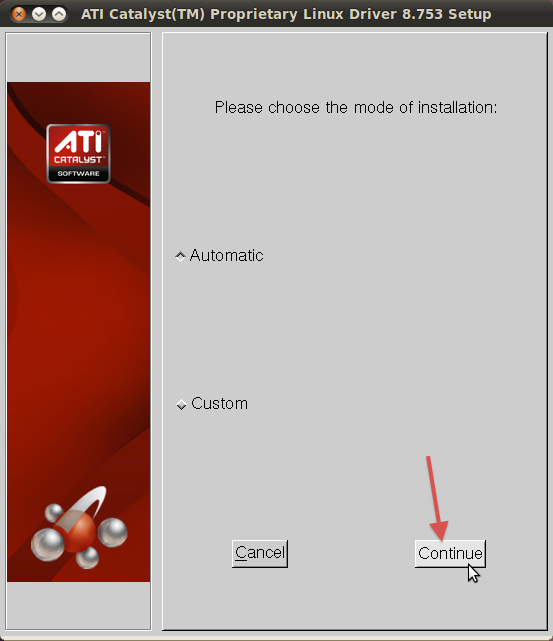 ATI Catalyst(TM) Proprietary Linux Driver 8.753 Setup
ATI
CATALYST™
SOFTWARE
Please choose the mode of installation:
Automatic
Custom
Cancel
Continue